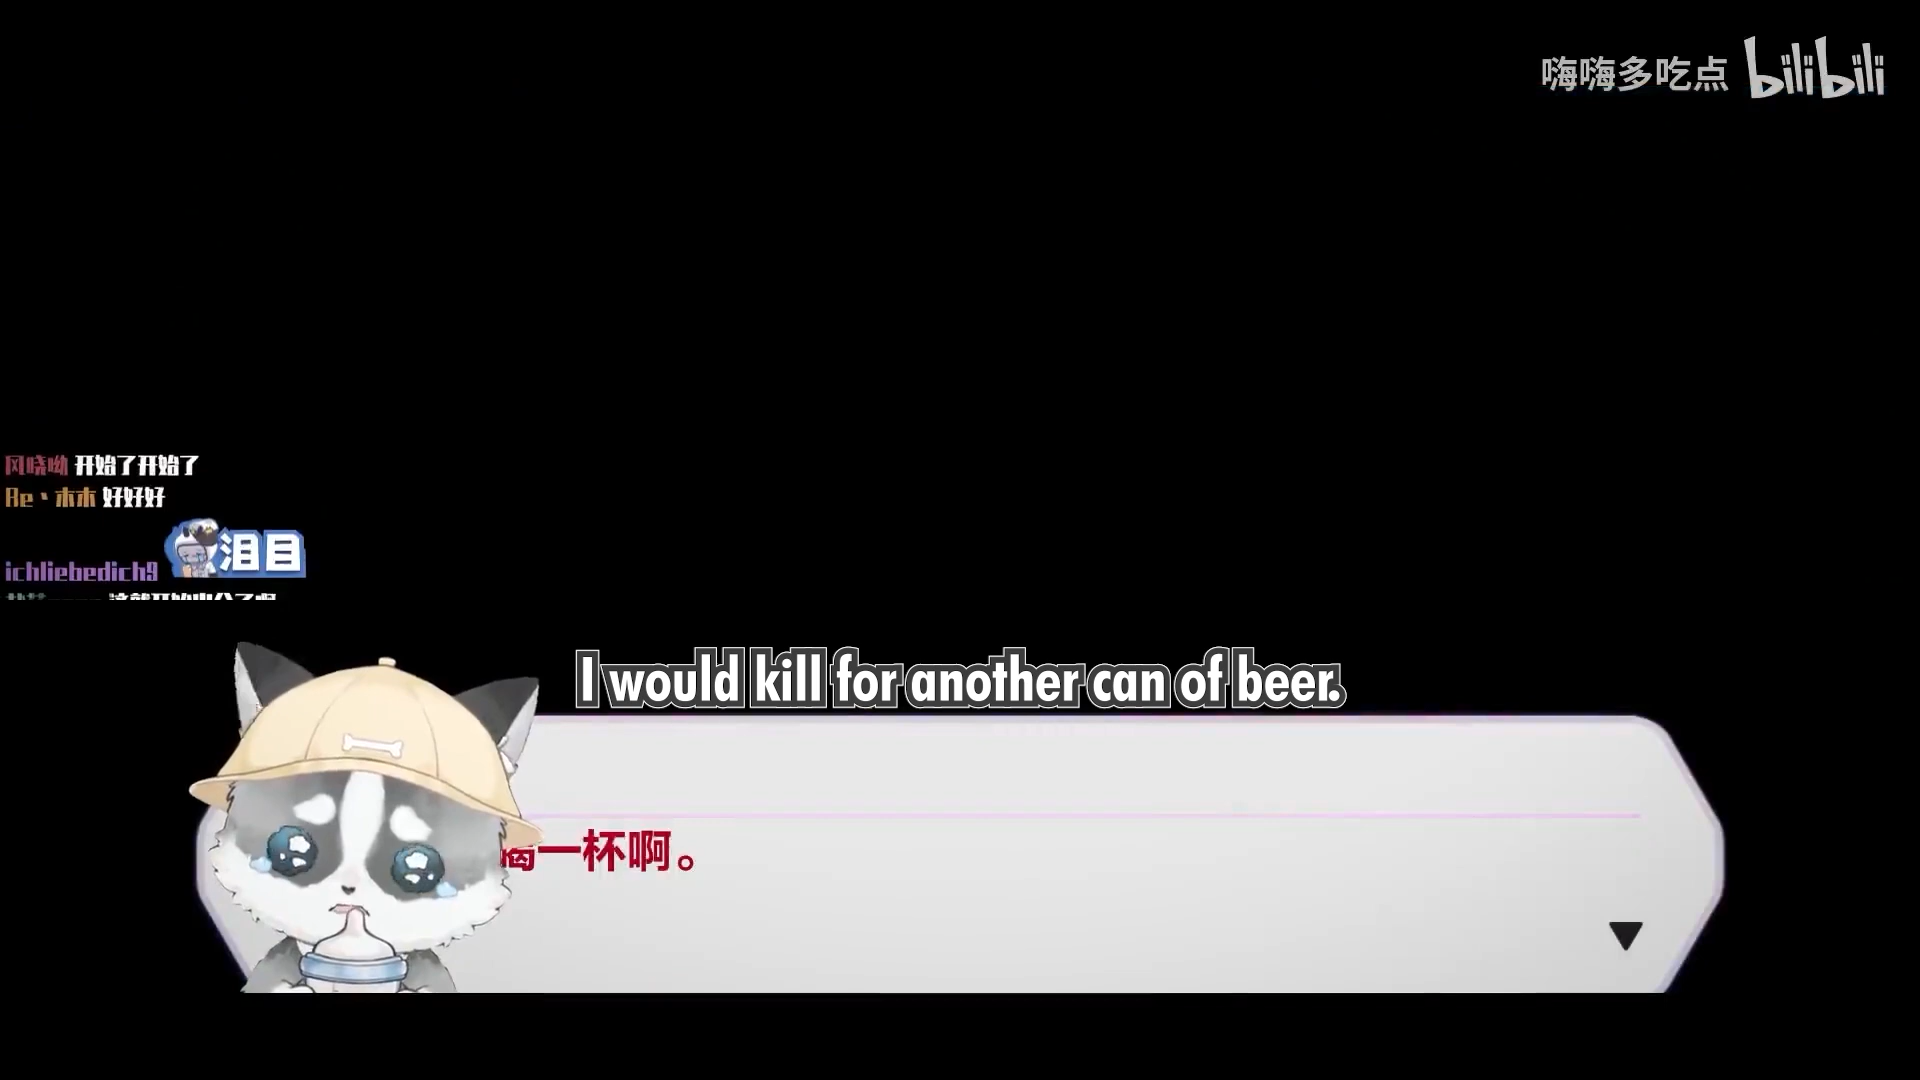 嗨嗨多吃点 bilibili
风晓呦 开始了开始了
Re丶木木 好好好
泪目
ichliebedich9
I would kill for another can of beer.
喝一杯啊。